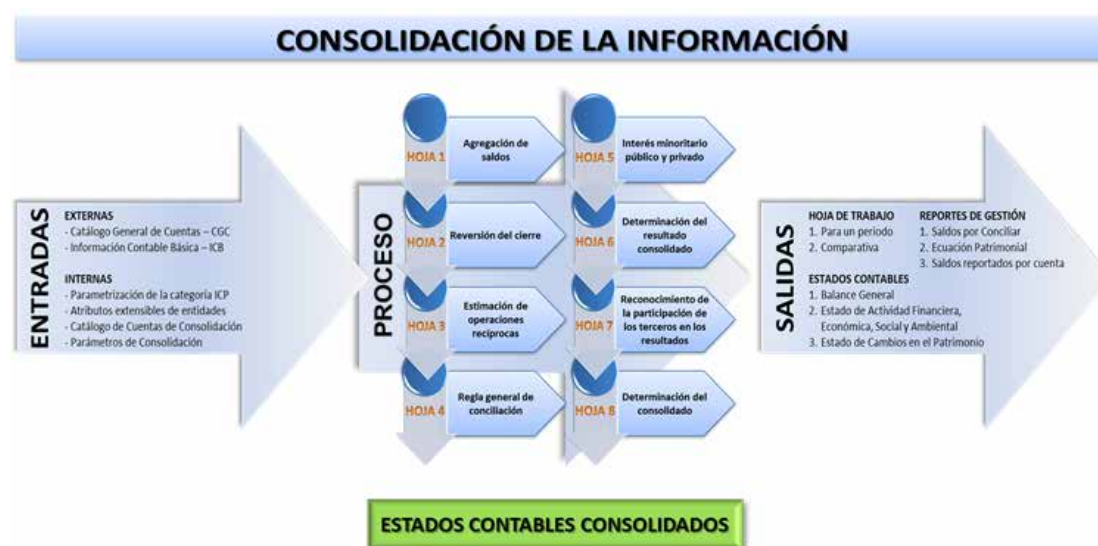 CONSOLIDACIÓN DE LA INFORMACIÓN
ENTRADAS
EXTERNAS
- Catálogo General de Cuentas – CGC
- Información Contable Básica – ICB
INTERNAS
- Parametrización de la categoría ICP
- Atributos extensibles de entidades
- Catálogo de Cuentas de Consolidación
- Parámetros de Consolidación
PROCESO
HOJA 1
Agregación de
saldos
HOJA 2
Reversión del cierre
HOJA 3
Estimación de
operaciones
recíprocas
HOJA 4
Regla general de
conciliación
HOJA 5
Interés minoritario
público y privado
HOJA 6
Determinación del
resultado
consolidado
HOJA 7
Reconocimiento de
la participación de
los terceros en los
resultados
HOJA 8
Determinación del
consolidado
SALIDAS
HOJA DE TRABAJO
1. Para un periodo
2. Comparativa
REPORTES DE GESTIÓN
1. Saldos por Conciliar
2. Ecuación Patrimonial
3. Saldos reportados por cuenta
ESTADOS CONTABLES
1. Balance General
2. Estado de Actividad Financiera,
Económica, Social y Ambiental
3. Estado de Cambios en el Patrimonio
ESTADOS CONTABLES CONSOLIDADOS